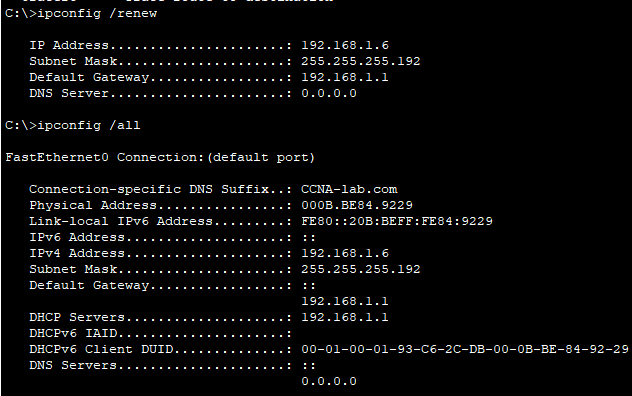 C:\>ipconfig /renew
IP Address......................: 192.168.1.6
Subnet Mask.....................: 255.255.255.192
Default Gateway.................: 192.168.1.1
DNS Server......................: 0.0.0.0
C:\>ipconfig /all
FastEthernet0 Connection:(default port)
Connection-specific DNS Suffix..: CCNA-lab.com
Physical Address................: 000B.BE84.9229
Link-local IPv6 Address.........: FE80::20B:BEFF:FE84:9229
IPv6 Address....................: ::
IPv4 Address....................: 192.168.1.6
Subnet Mask.....................: 255.255.255.192
Default Gateway.................: ::
192.168.1.1
DHCP Servers....................: 192.168.1.1
DHCPv6 IAID.....................:
DHCPv6 Client DUID..............: 00-01-00-01-93-C6-2C-DB-00-0B-BE-84-92-29
DNS Servers.....................: ::
0.0.0.0